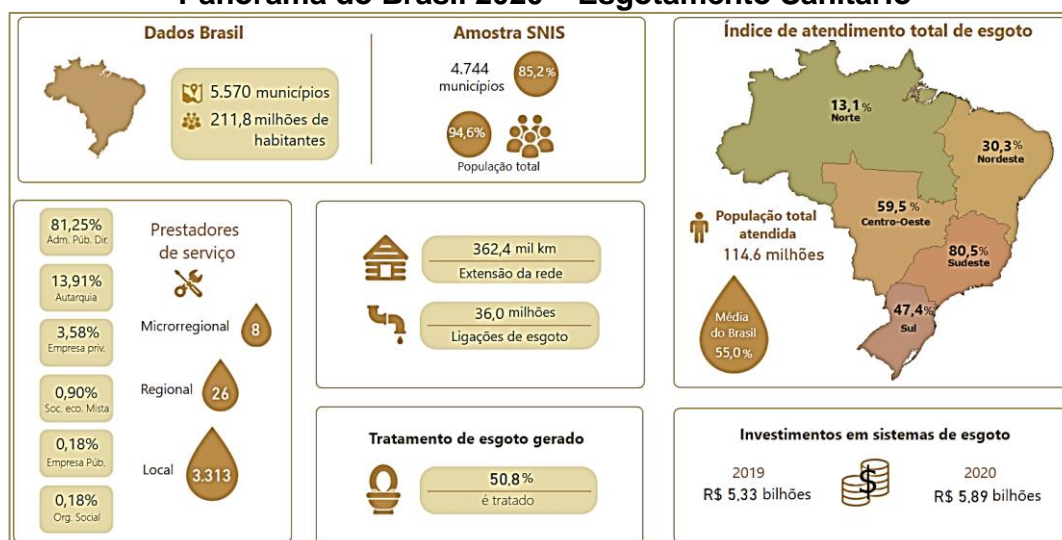 Panorama do Brasil 2020 – Esgotamento Sanitário
Dados Brasil
5.570 municípios
211,8 milhões de
habitantes
Amostra SNIS
4.744
municípios
85,2%
94,6%
População total
Índice de atendimento total de esgoto
13,1%
Norte
30,3%
Nordeste
59,5%
Centro-Oeste
80,5%
Sudeste
47,4%
Sul
População total
atendida
114,6 milhões
Média
do Brasil
55,0%
81,25%
Adm. Púb. Dir.
13,91%
Autarquia
3,58%
Empresa priv.
0,90%
Soc. eco. Mista
0,18%
Empresa Púb.
0,18%
Org. Social
Prestadores
de serviço
Microrregional
8
Regional
26
Local
3.313
362,4 mil km
Extensão da rede
36,0 milhões
Ligações de esgoto
Tratamento de esgoto gerado
50,8%
é tratado
Investimentos em sistemas de esgoto
2019
R$ 5,33 bilhões
$
2020
R$ 5,89 bilhões